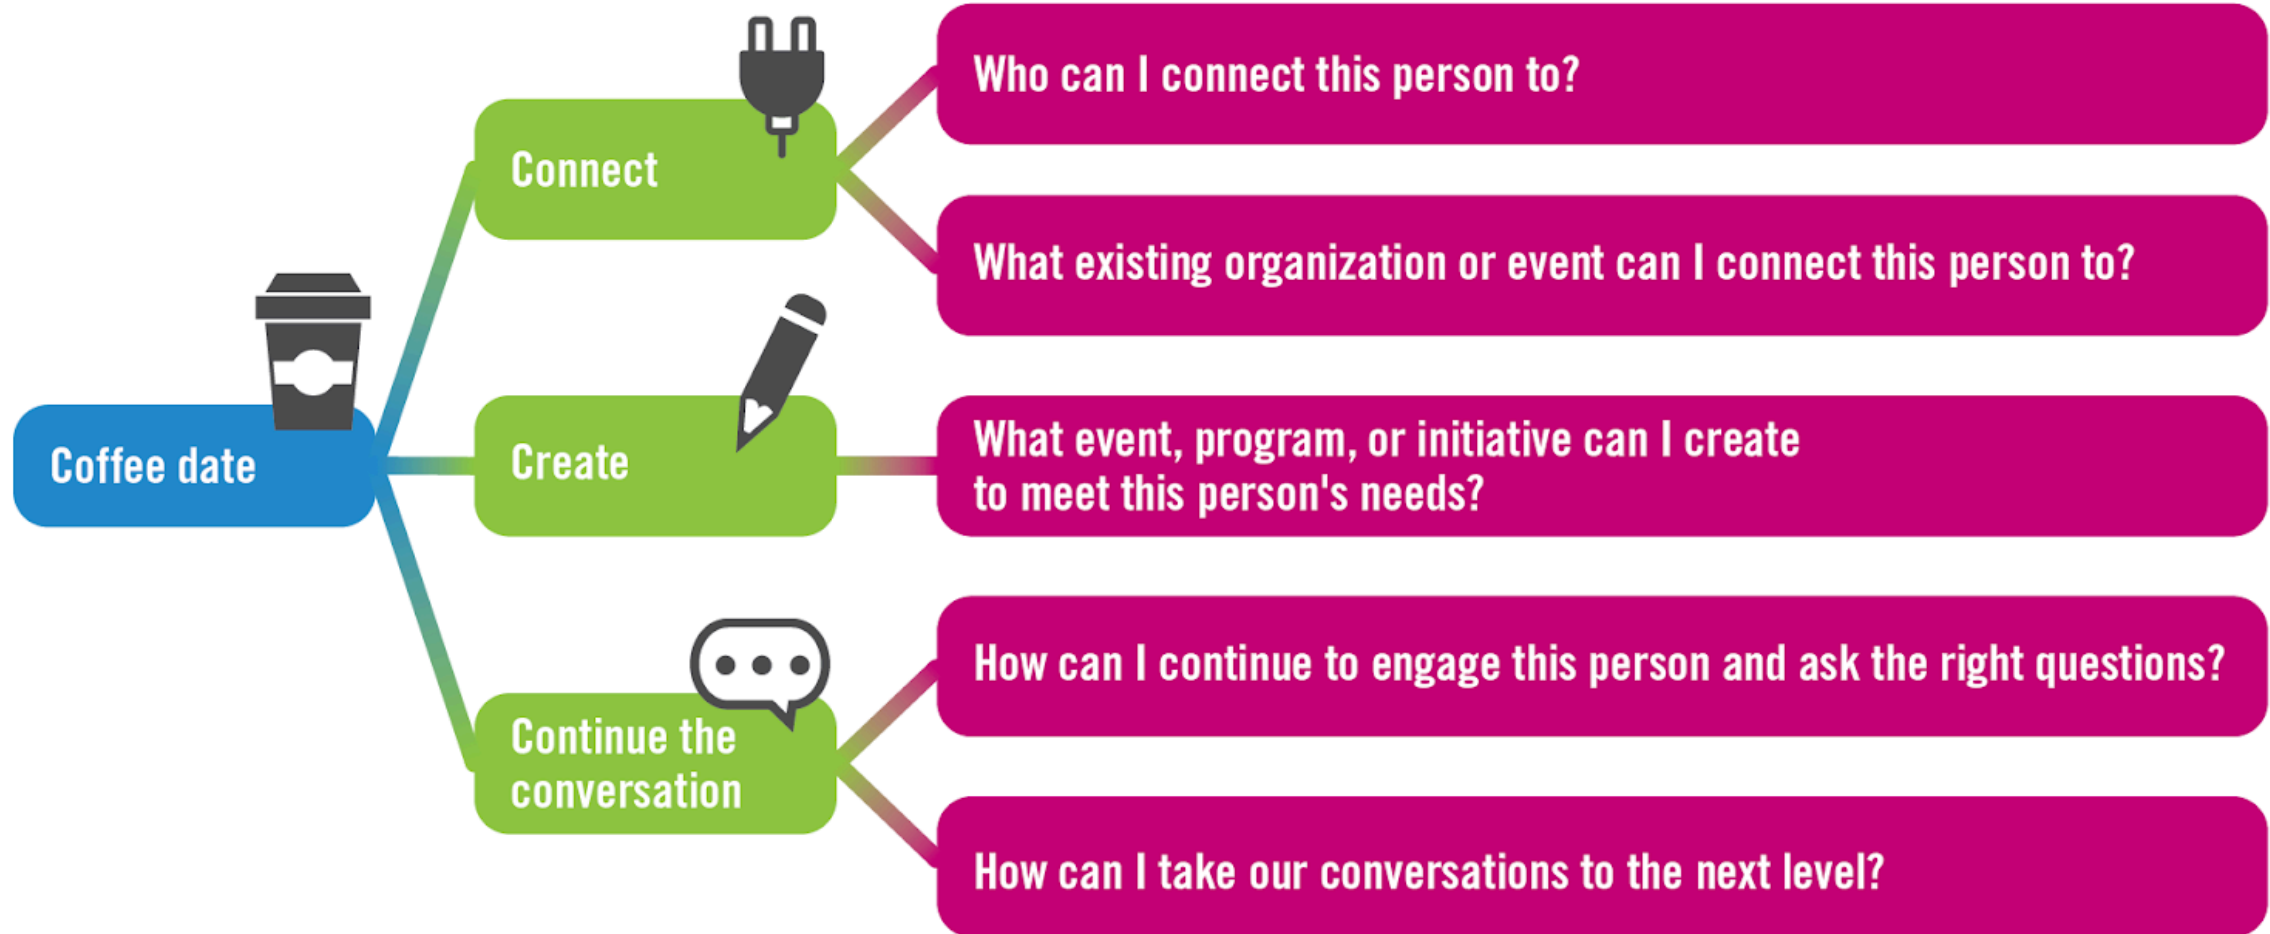 Coffee date
Connect
Who can I connect this person to?
What existing organization or event can I connect this person to?
Create
What event, program, or initiative can I create
to meet this person's needs?
Continue the
conversation
How can I continue to engage this person and ask the right questions?
How can I take our conversations to the next level?